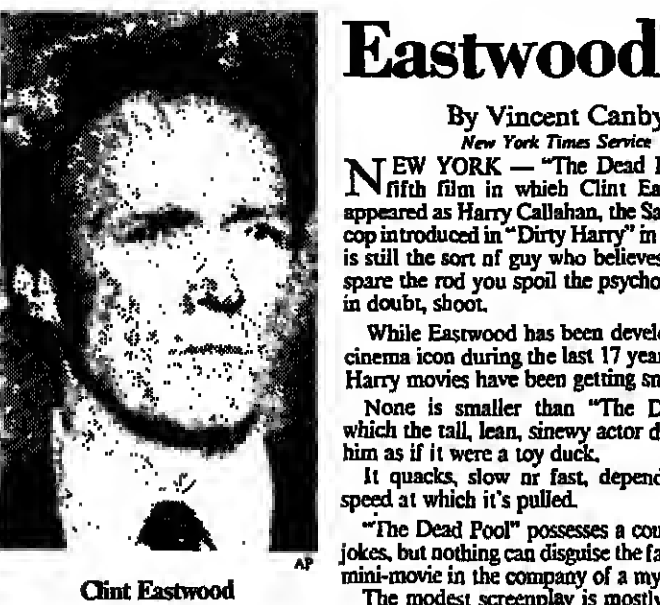 Eastwood'
By Vincent Canby
New York Times Service
NEW YORK — "The Dead
fifth film in which Clint Ea
appeared as Harry Callahan, the Sa
cop introduced in "Dirty Harry" in
is still the sort nf guy who believes
spare the rod you spoil the psycho
in doubt, shoot.
While Eastwood has been develo
cinema icon during the last 17 year
Harry movies have been getting sm
None is smaller than "The D
which the tall, lean, sinewy actor d
him as if it were a toy duck.
It quacks, slow nr fast, depend
speed at which it's pulled.
"The Dead Pool" possesses a cou
jokes, but nothing can disguise the fa
mini-movie in the company of a my
The modest screenplay is mostly
AP
Clint Eastwood